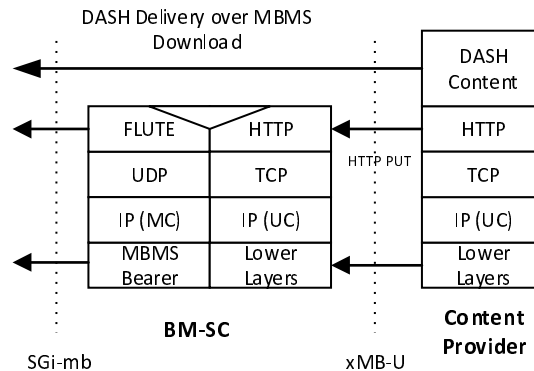 DASH Delivery over MBMS
Download
DASH
Content
FLUTE
HTTP
HTTP
HTTP PUT
UDP
TCP
TCP
IP (MC)
IP (UC)
IP (UC)
MBMS
Bearer
Lower
Layers
Lower
Layers
BM-SC
Content
Provider
SGi-mb
xMB-U